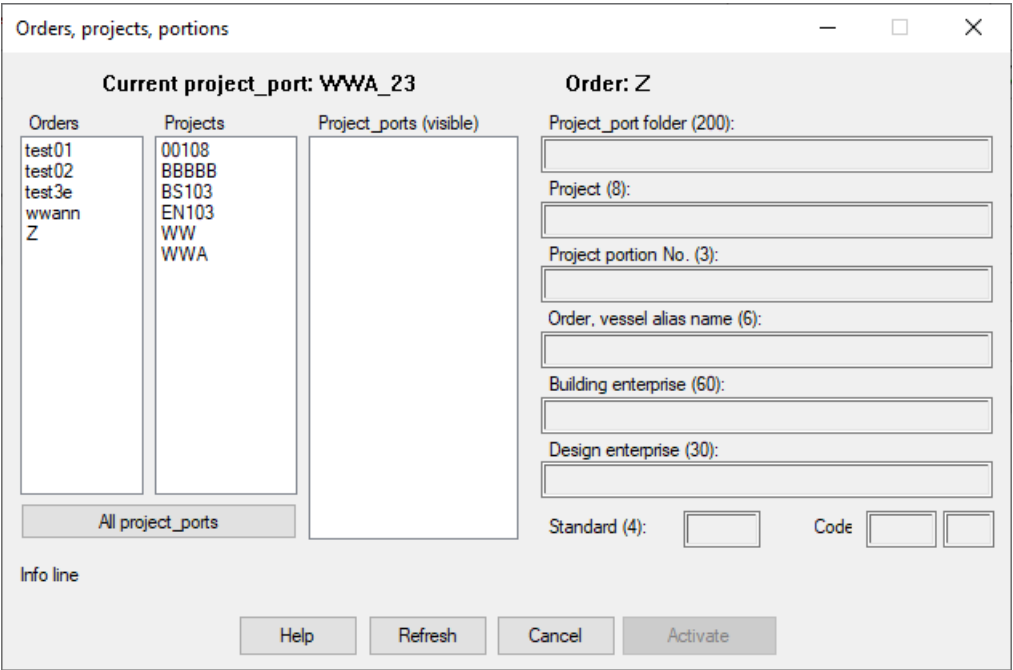 Orders, projects, portions
Current project_port: WWA_23
Order: Z
Orders
Projects
Project_ports (visible)
test01
test02
test3e
wwann
Z
00108
BBBBB
BS103
EN103
WW
WWA
All project_ports
Project_port folder (200):
Project (8):
Project portion No. (3):
Order, vessel alias name (6):
Building enterprise (60):
Design enterprise (30):
Standard (4):
Code
Info line
Help
Refresh
Cancel
Activate